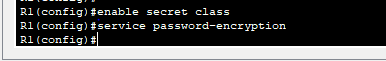 R1(config)#enable secret class
R1(config)#service password-encryption
R1(config)#